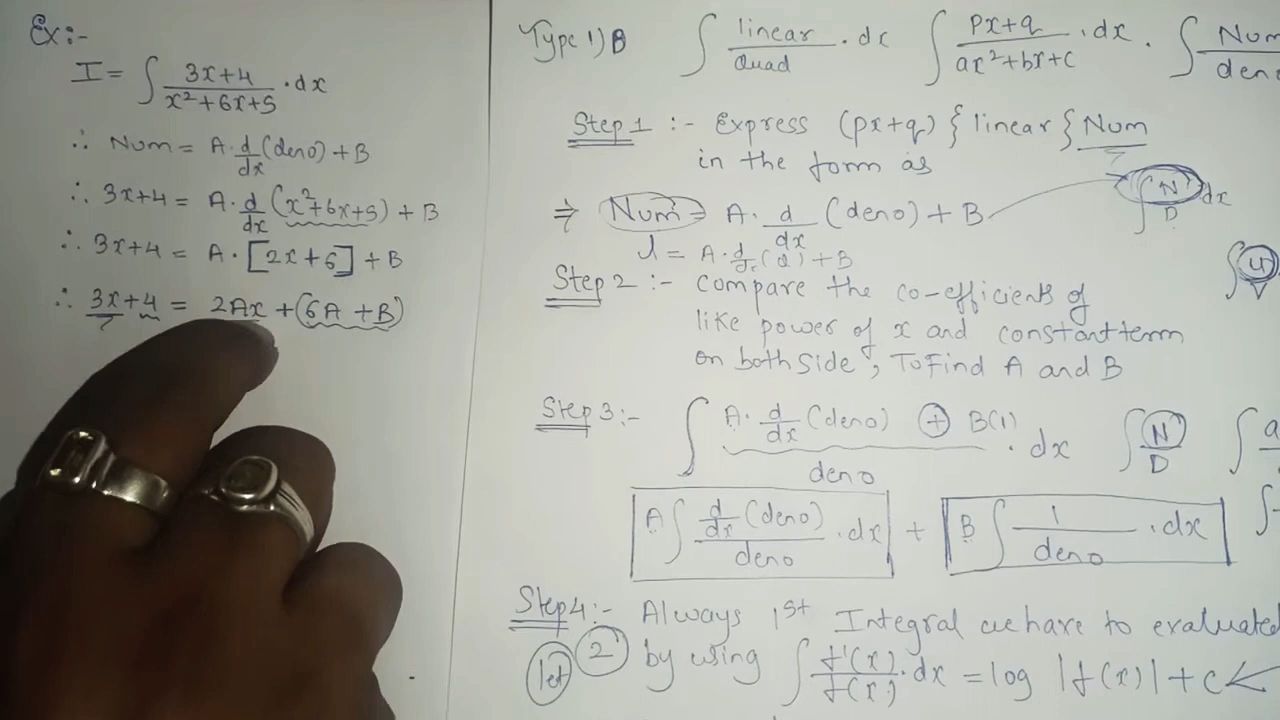 Ex:-
I = ∫ 3x+4 / x²+6x+5 · dx
∴ Num = A · d/dx (deno) + B
∴ 3x+4 = A · d/dx (x²+6x+5) + B
∴ 3x+4 = A · [2x+6] + B
∴ 3x+4 = 2Ax + (6A + B)
Type 1) B ∫ linear / Quad · dx ∫ px+q / ax²+bx+c · dx · ∫ Num / deno
Step 1 :- Express (px+q) {linear} Num
in the form as
⇒ Num = A · d/dx (deno) + B ∫ N / D dx
= A · d/dx ( ) + B
∫ u / v
Step 2 :- Compare the co-efficients of
like power of x and constant term
on both side, To Find A and B
Step 3 :- ∫ A · d/dx (deno) + B(1) / deno · dx ∫ N / D
A ∫ d/dx (deno) / deno · dx + B ∫ 1 / deno · dx
Step 4 :- Always 1st Integral we have to evaluated
let 2 by using ∫ f'(x) / f(x) · dx = log |f(x)| + c